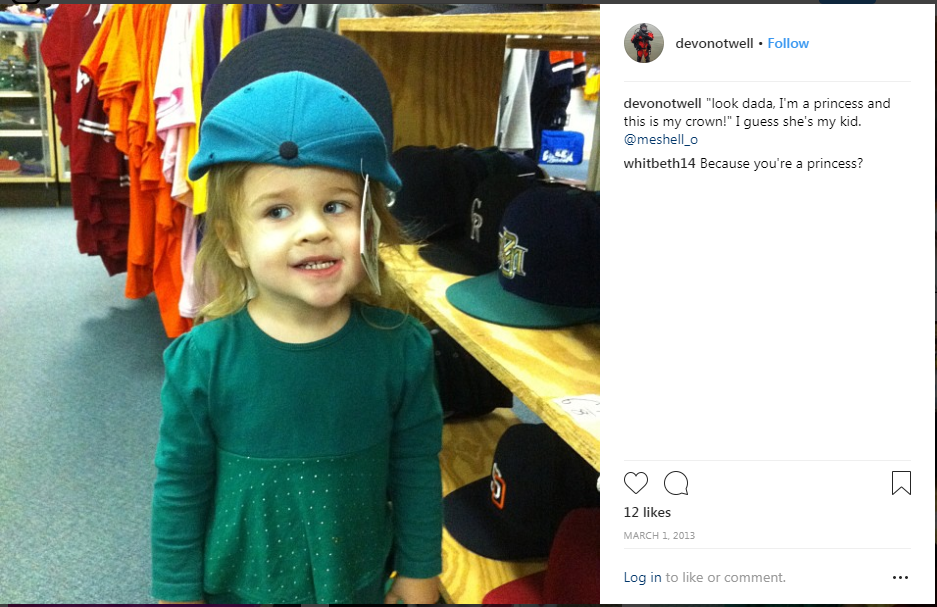 devonotwell • Follow
devonotwell "look dada, I'm a princess and
this is my crown!" I guess she's my kid.
@meshell_o
whitbeth14 Because you're a princess?
12 likes
MARCH 1, 2013
Log in to like or comment.